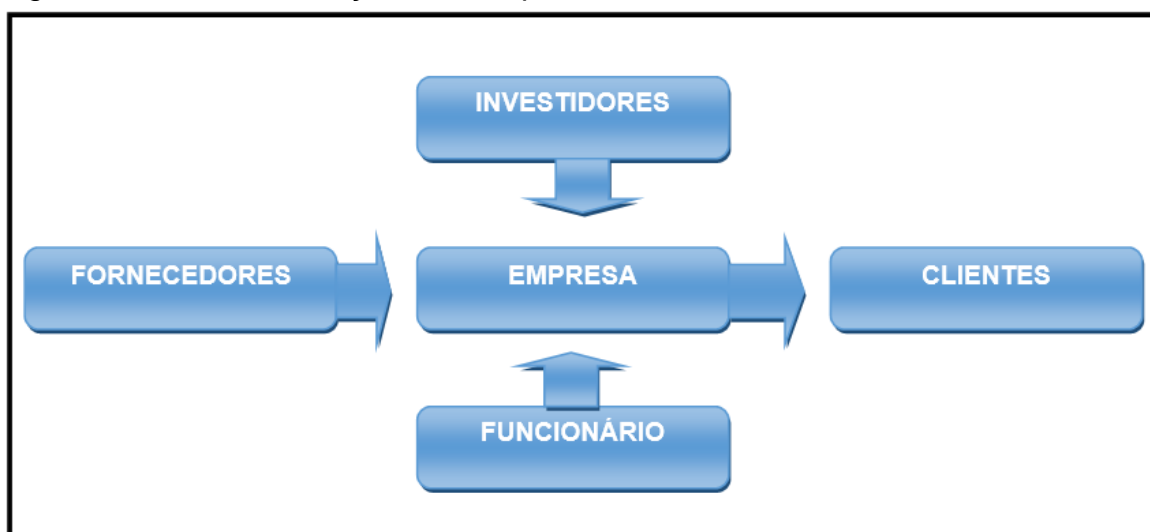 INVESTIDORES
FORNECEDORES
EMPRESA
CLIENTES
FUNCIONÁRIO